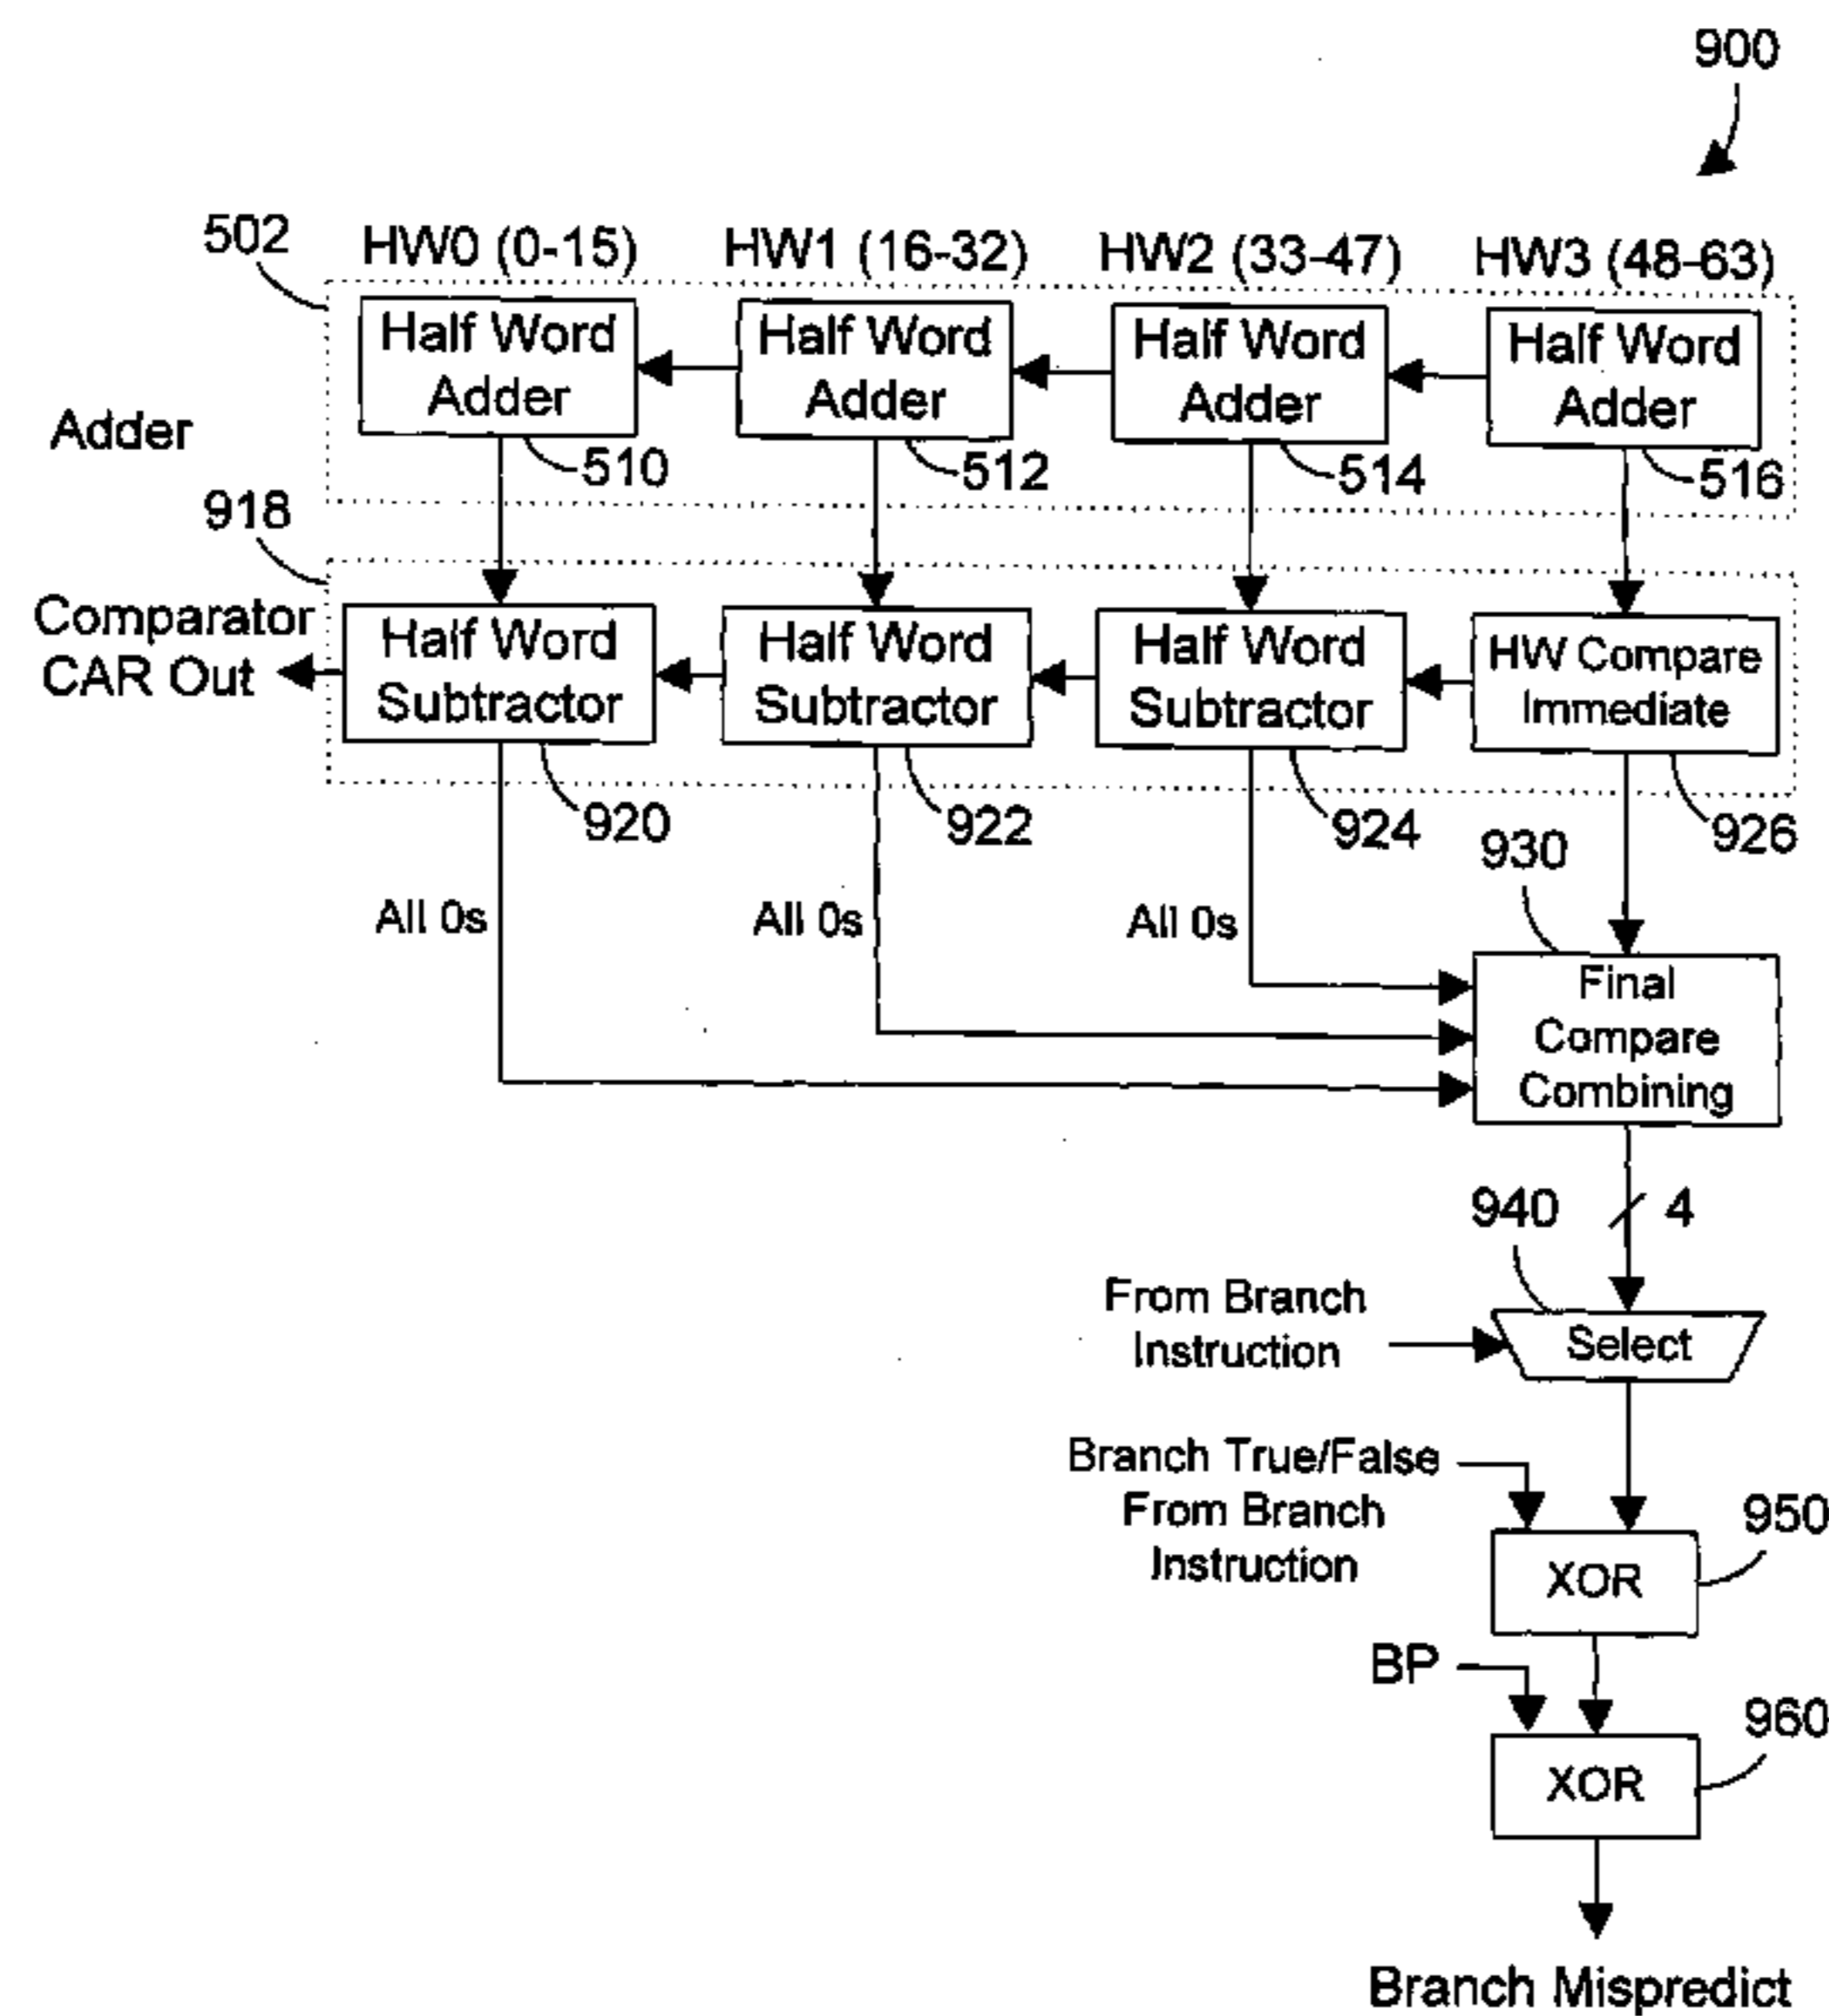 900
502
HW0 (0-15)
HW1 (16-32)
HW2 (33-47)
HW3 (48-63)
Half Word
Adder
Half Word
Adder
Half Word
Adder
Half Word
Adder
Adder
510
512
514
516
918
Comparator
CAR Out
Half Word
Subtractor
Half Word
Subtractor
Half Word
Subtractor
HW Compare
Immediate
920
922
924
926
930
All 0s
All 0s
All 0s
Final
Compare
Combining
940
4
From Branch
Instruction
Select
Branch True/False
From Branch
Instruction
950
XOR
BP
960
XOR
Branch Mispredict